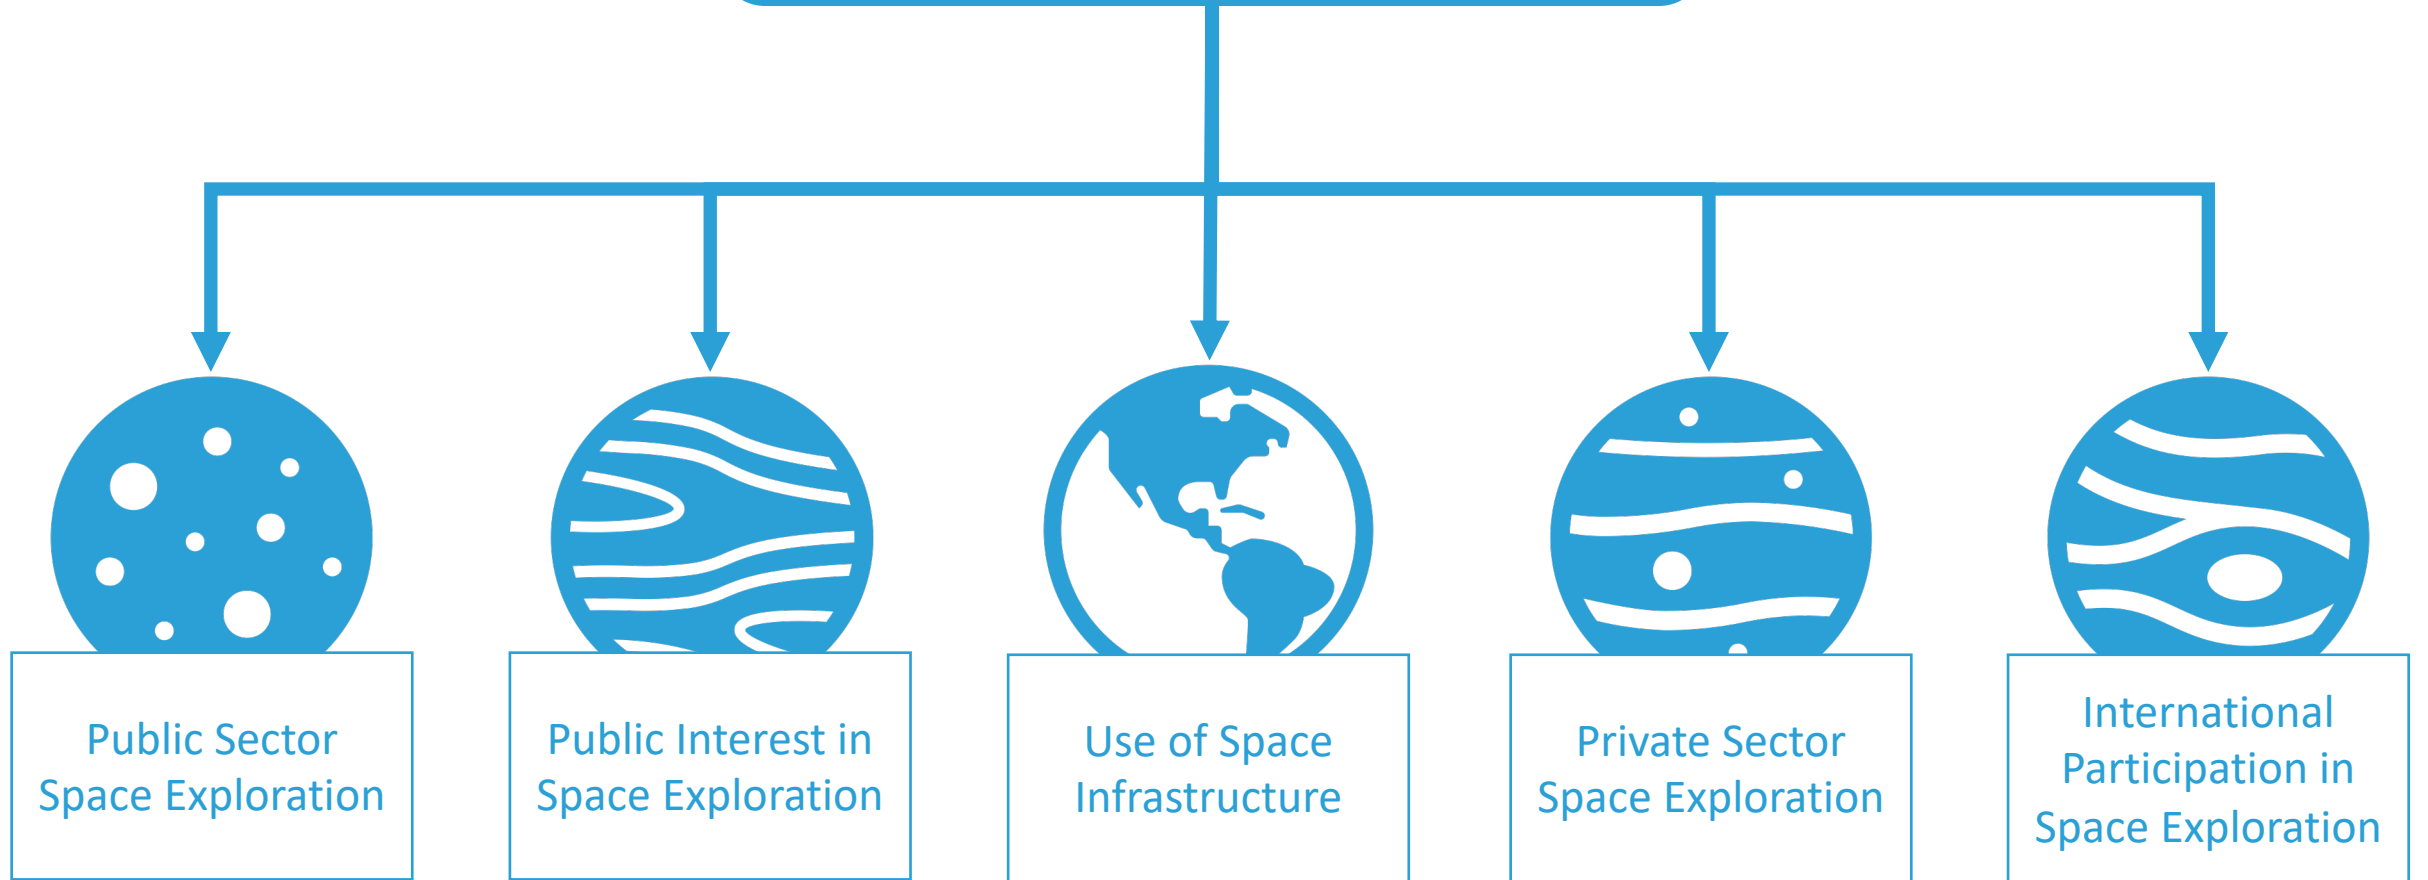 Public Sector
Space Exploration
Public Interest in
Space Exploration
Use of Space
Infrastructure
Private Sector
Space Exploration
International
Participation in
Space Exploration